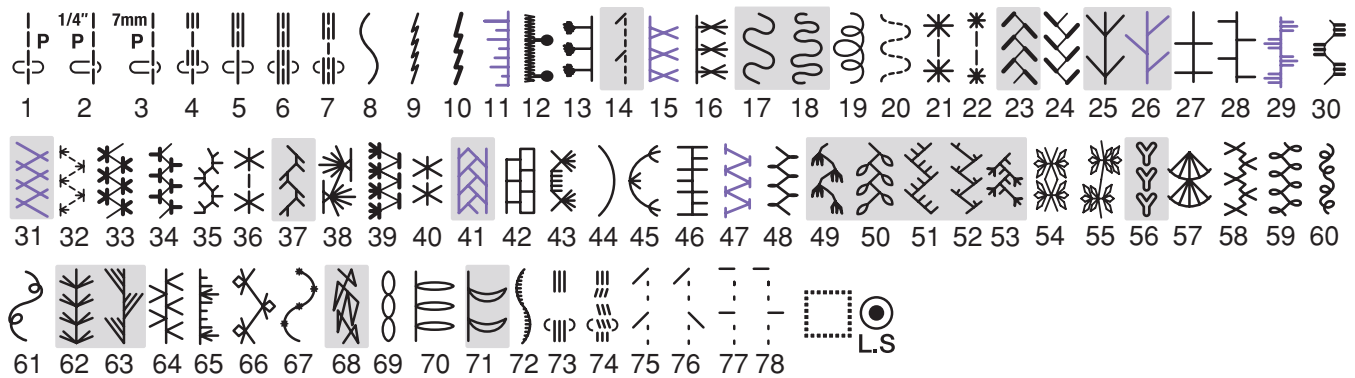 1/4″ 7mm
P P P
1 2 3 4 5 6 7 8 9 10 11 12 13 14 15 16 17 18 19 20 21 22 23 24 25 26 27 28 29 30
31 32 33 34 35 36 37 38 39 40 41 42 43 44 45 46 47 48 49 50 51 52 53 54 55 56 57 58 59 60
L.S
61 62 63 64 65 66 67 68 69 70 71 72 73 74 75 76 77 78